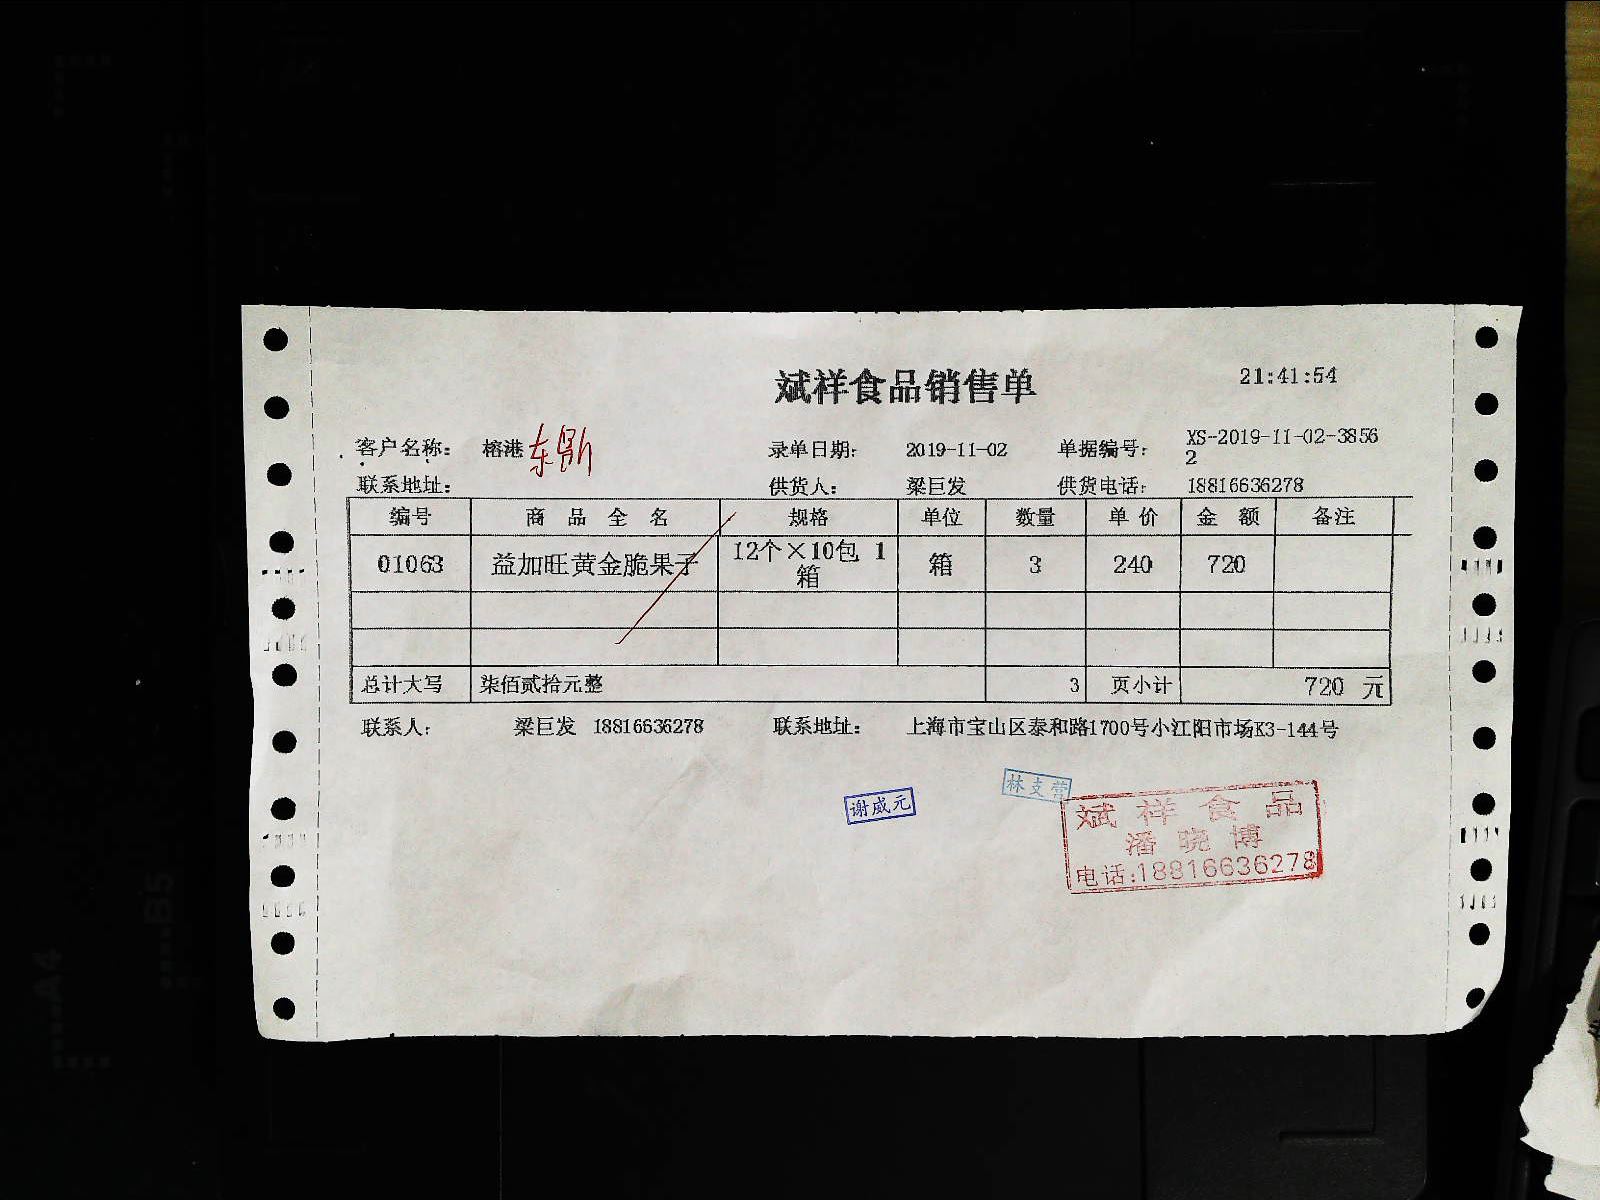 斌祥食品销售单
21:41:54
客户名称: 榕港 东
录单日期: 2019-11-02
单据编号: XS-2019-11-02-3856
2
联系地址:
供货人: 梁巨发
供货电话: 18816636278
编号 商品全名 规格 单位 数量 单价 金额 备注
01063 益加旺黄金脆果子 12个×10包 1
箱 箱 3 240 720
总计大写 柒佰贰拾元整 3 页小计 720 元
联系人: 梁巨发 18816636278 联系地址: 上海市宝山区泰和路1700号小江阳市场K3-144号
林支营
谢威元
斌祥食品
潘晓博
电话:18816636278
A4
B5